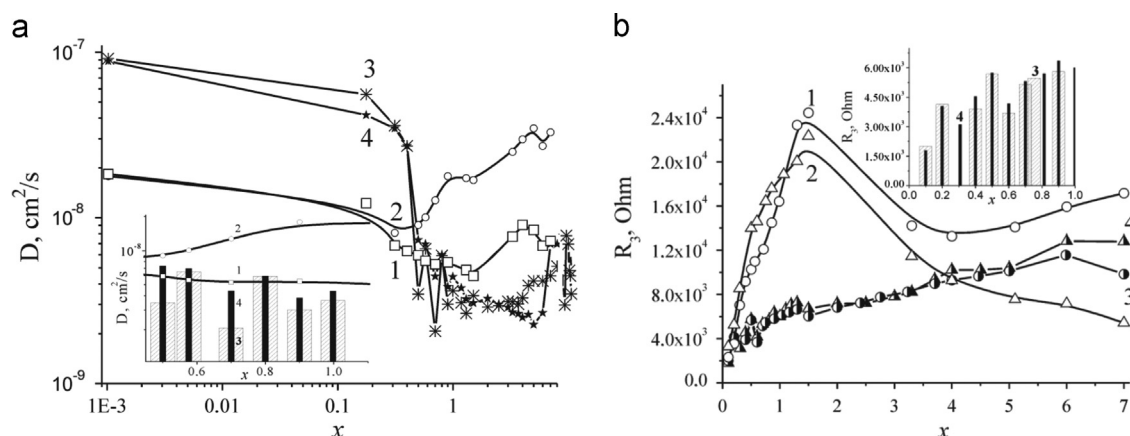 a
b
10⁻⁷
10⁻⁸
10⁻⁹
D, cm²/s
1E-3
0.01
0.1
1
x
3
4
2
1
1
10⁻⁸
D, cm²/s
2
1
4
3
0.6
0.8
1.0
x
R₃, Ohm
2.4x10⁴
2.0x10⁴
1.6x10⁴
1.2x10⁴
8.0x10³
4.0x10³
0.0
0
1
2
3
4
5
6
7
x
1
2
4
3
R₃, Ohm
6.00x10³
4.50x10³
3.00x10³
1.50x10³
0.00
0.0
0.2
0.4
0.6
0.8
1.0
x
4
3